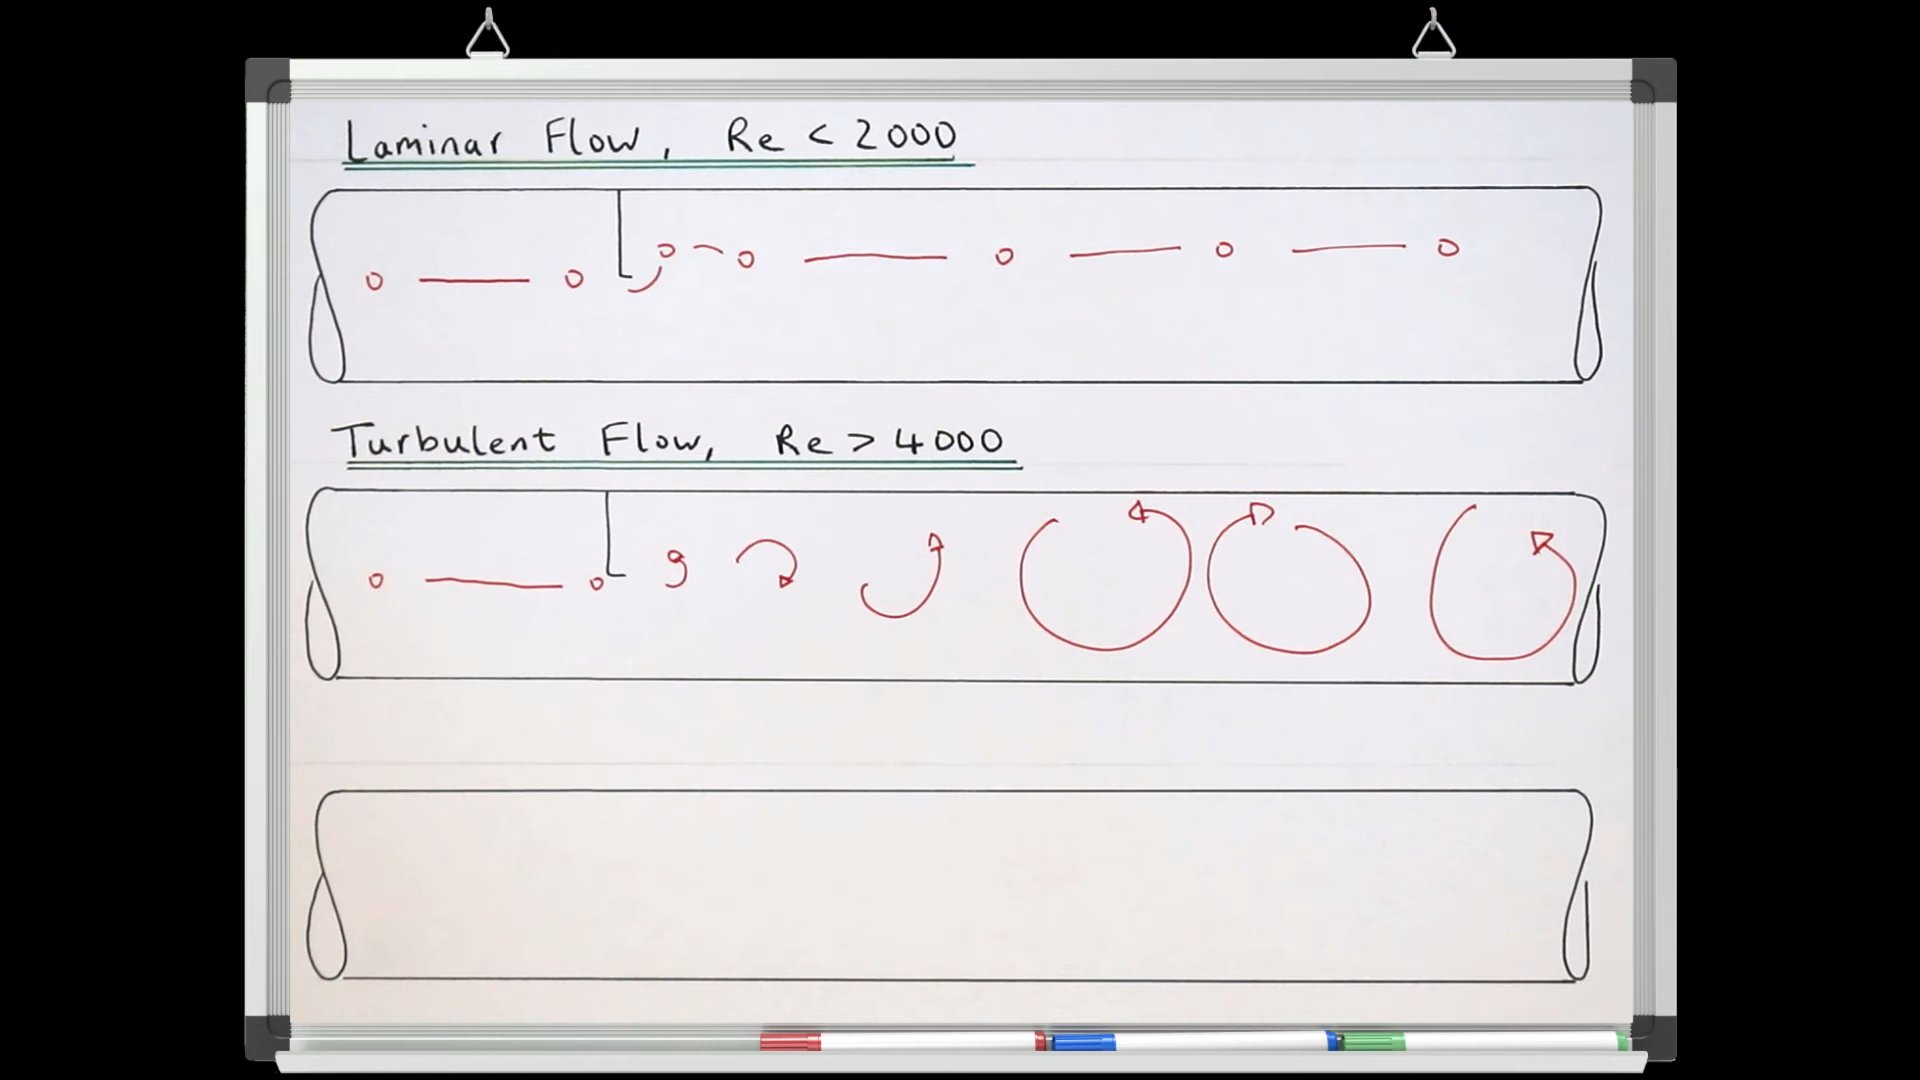 Laminar Flow, Re < 2000
Turbulent Flow, Re > 4000